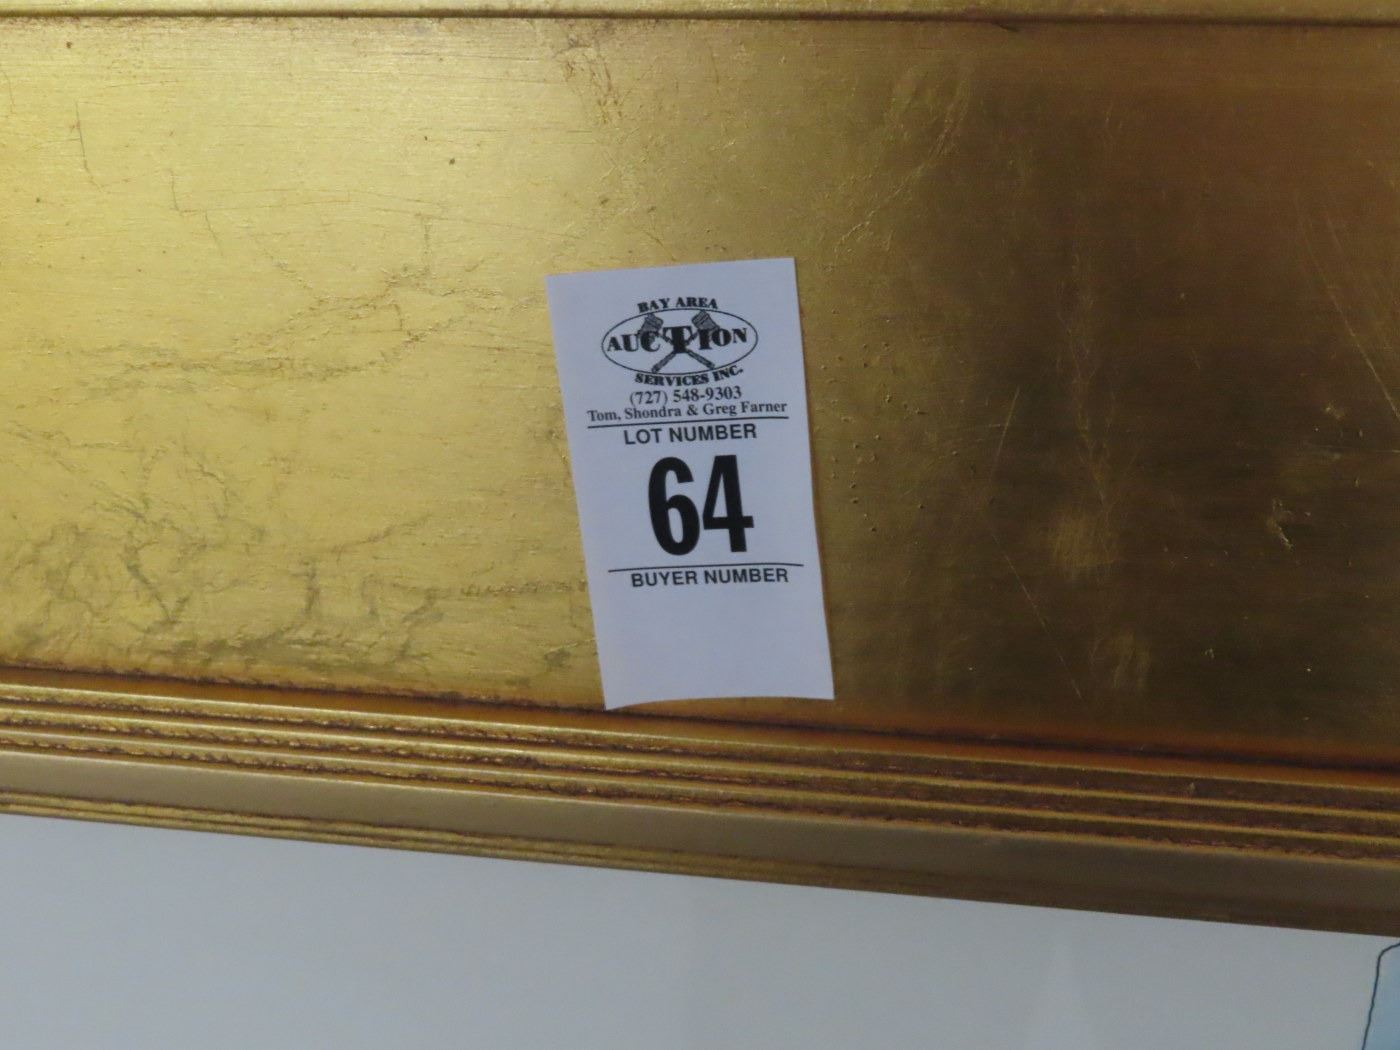 BAY AREA
AUCTION
SERVICES INC.
(727) 548-9303
Tom, Shondra & Greg Farner
LOT NUMBER
64
BUYER NUMBER